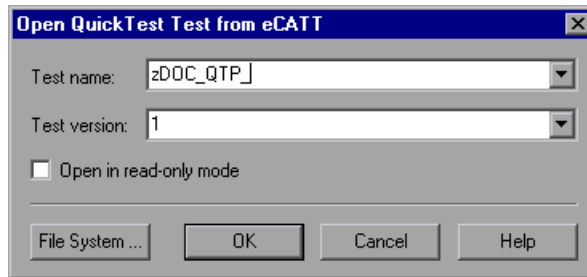 Open QuickTest Test from eCATT
Test name: zDOC_QTP_
Test version: 1
Open in read-only mode
File System ... OK Cancel Help